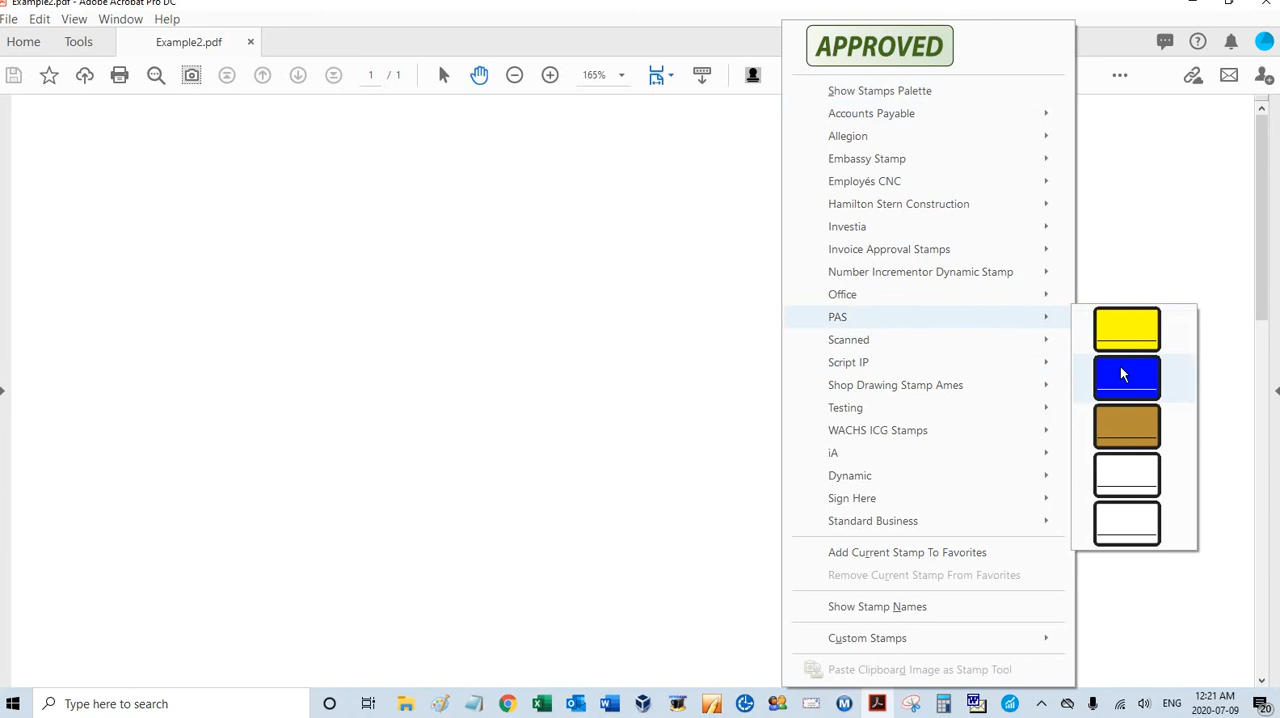 Example2.pdf - Adobe Acrobat Pro DC
File Edit View Window Help
Home Tools Example2.pdf ×
1 / 1 165%
APPROVED
Show Stamps Palette
Accounts Payable
Allegion
Embassy Stamp
Employés CNC
Hamilton Stern Construction
Investia
Invoice Approval Stamps
Number Incrementor Dynamic Stamp
Office
PAS
Scanned
Script IP
Shop Drawing Stamp Ames
Testing
WACHS ICG Stamps
iA
Dynamic
Sign Here
Standard Business
Add Current Stamp To Favorites
Remove Current Stamp From Favorites
Show Stamp Names
Custom Stamps
Paste Clipboard Image as Stamp Tool
Type here to search
ENG
12:21 AM
2020-07-09
20